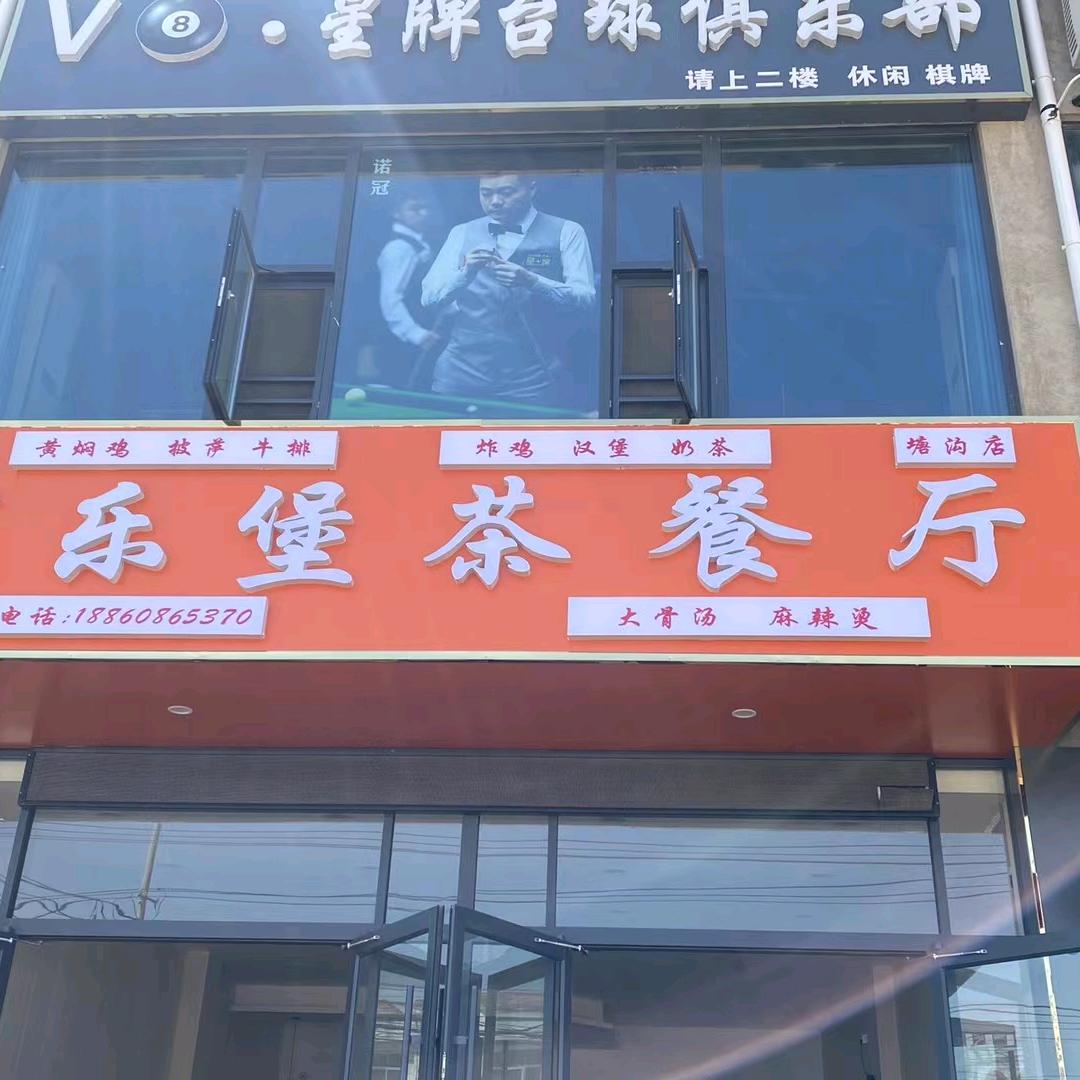 V8·星牌台球俱乐部
请上二楼 休闲 棋牌
诺冠
黄焖鸡 披萨牛排 炸鸡 汉堡 奶茶 塘沟店
乐堡茶餐厅
电话:18860865370 大骨汤 麻辣烫